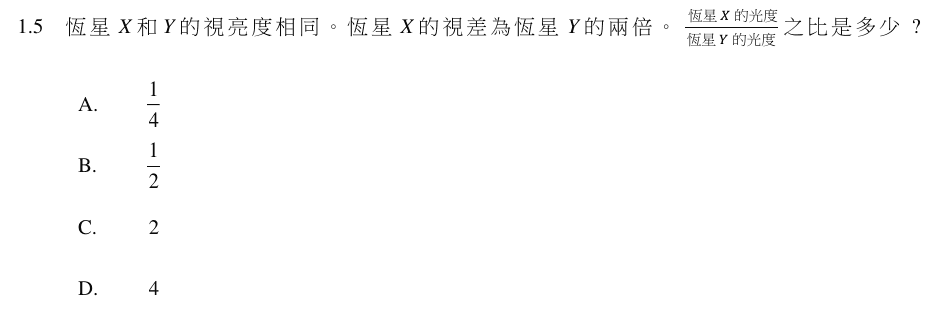 1.5 恆星 X 和 Y 的視亮度相同。恆星 X 的視差為恆星 Y 的兩倍。 恆星 X 的光度 / 恆星 Y 的光度 之比是多少 ?
A. 1/4
B. 1/2
C. 2
D. 4